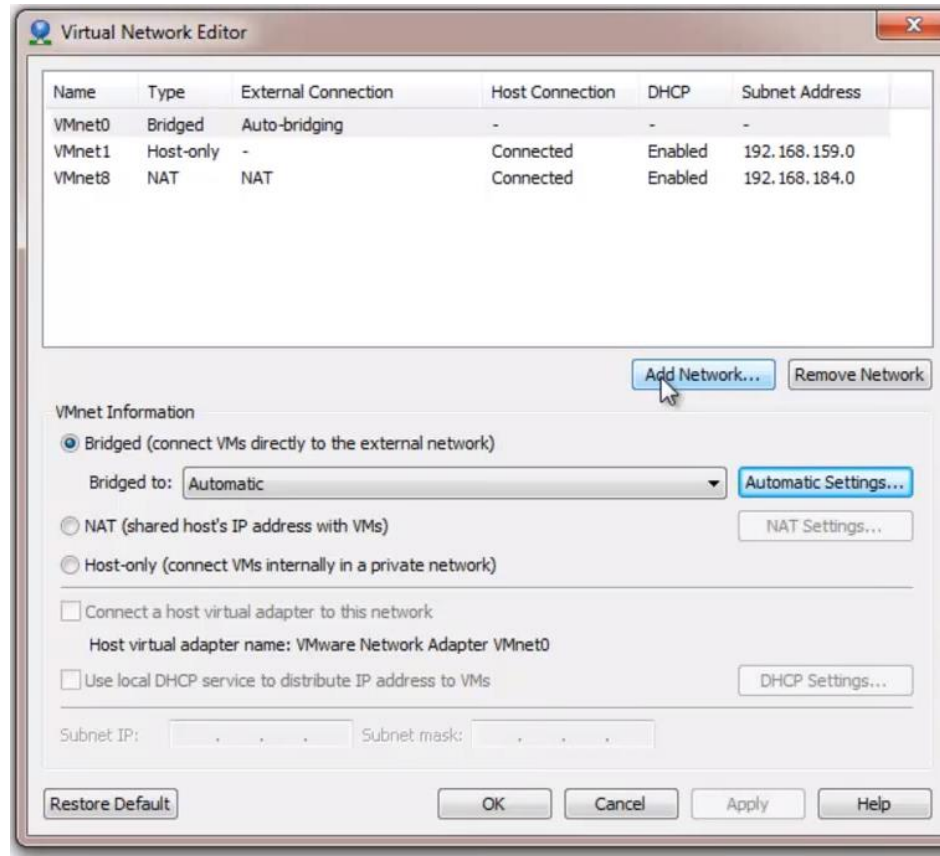 Virtual Network Editor
Name Type External Connection Host Connection DHCP Subnet Address
VMnet0 Bridged Auto-bridging - - -
VMnet1 Host-only - Connected Enabled 192.168.159.0
VMnet8 NAT NAT Connected Enabled 192.168.184.0
Add Network... Remove Network
VMnet Information
Bridged (connect VMs directly to the external network)
Bridged to: Automatic Automatic Settings...
NAT (shared host's IP address with VMs) NAT Settings...
Host-only (connect VMs internally in a private network)
Connect a host virtual adapter to this network
Host virtual adapter name: VMware Network Adapter VMnet0
Use local DHCP service to distribute IP address to VMs DHCP Settings...
Subnet IP: . . . Subnet mask: . . .
Restore Default OK Cancel Apply Help